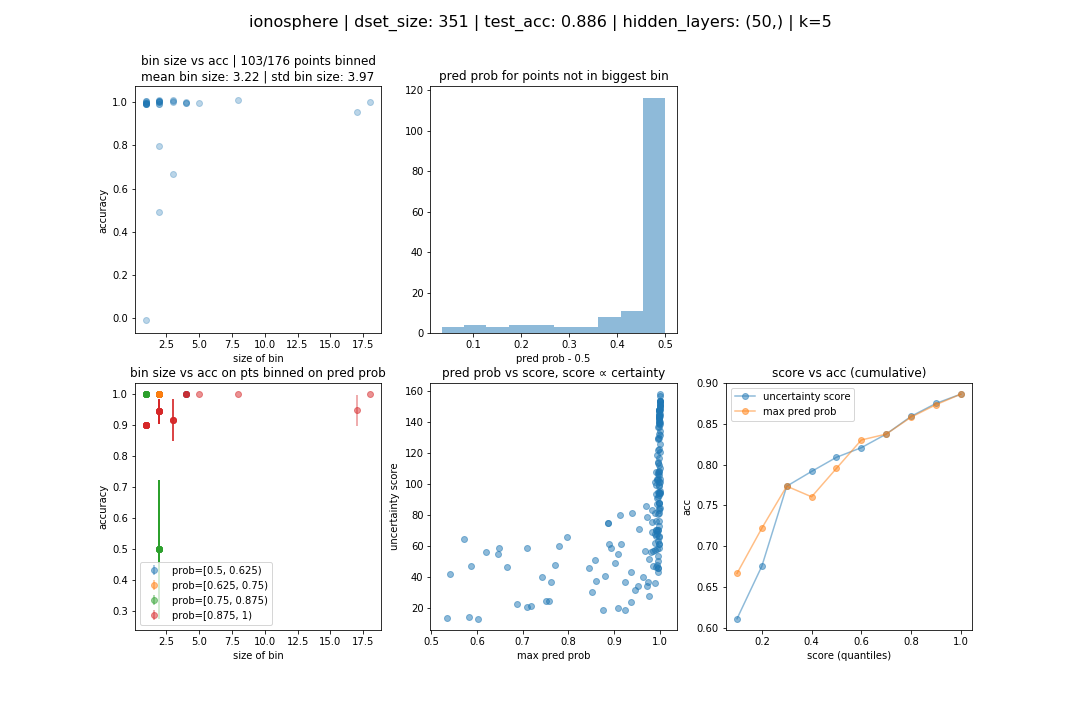 ionosphere | dset_size: 351 | test_acc: 0.886 | hidden_layers: (50,) | k=5
bin size vs acc | 103/176 points binned
mean bin size: 3.22 | std bin size: 3.97
1.0
0.8
0.6
0.4
0.2
0.0
accuracy
2.5 5.0 7.5 10.0 12.5 15.0 17.5
size of bin
pred prob for points not in biggest bin
120
100
80
60
40
20
0
0.1 0.2 0.3 0.4 0.5
pred prob - 0.5
bin size vs acc on pts binned on pred prob
1.0
0.9
0.8
0.7
0.6
0.5
0.4
0.3
accuracy
prob=[0.5, 0.625)
prob=[0.625, 0.75)
prob=[0.75, 0.875)
prob=[0.875, 1)
2.5 5.0 7.5 10.0 12.5 15.0 17.5
size of bin
pred prob vs score, score ∝ certainty
160
140
120
100
80
60
40
20
uncertainty score
0.5 0.6 0.7 0.8 0.9 1.0
max pred prob
score vs acc (cumulative)
0.90
0.85
0.80
0.75
0.70
0.65
0.60
acc
uncertainty score
max pred prob
0.2 0.4 0.6 0.8 1.0
score (quantiles)